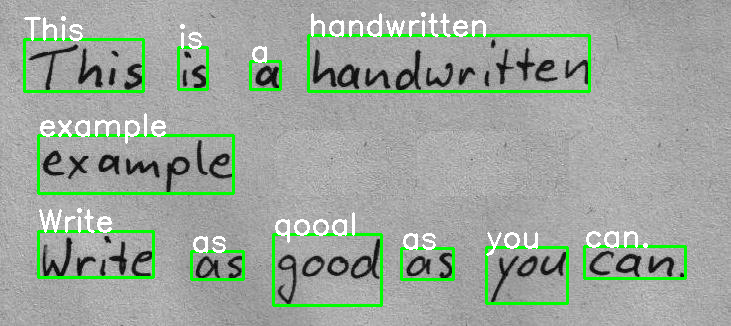 This is a handwritten
This is a handwritten
example
example
Write as qooal as you can.
Write as good as you can.